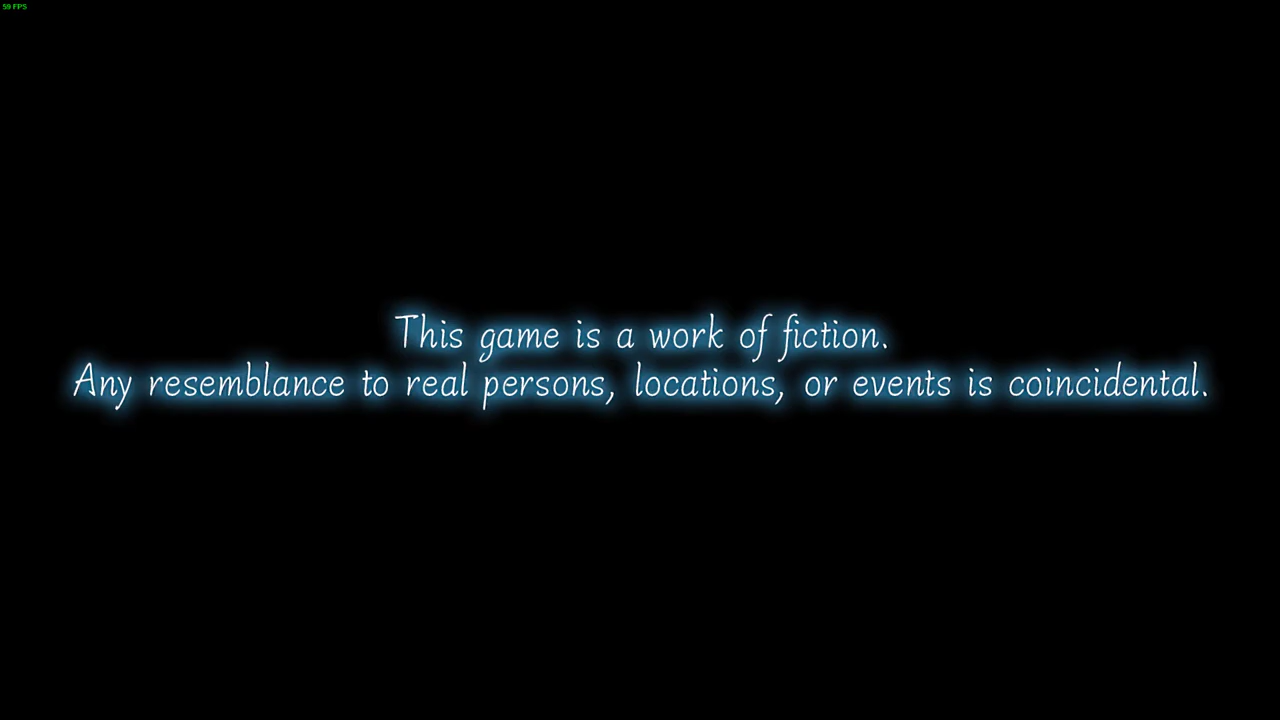 59 FPS
This game is a work of fiction.
Any resemblance to real persons, locations, or events is coincidental.